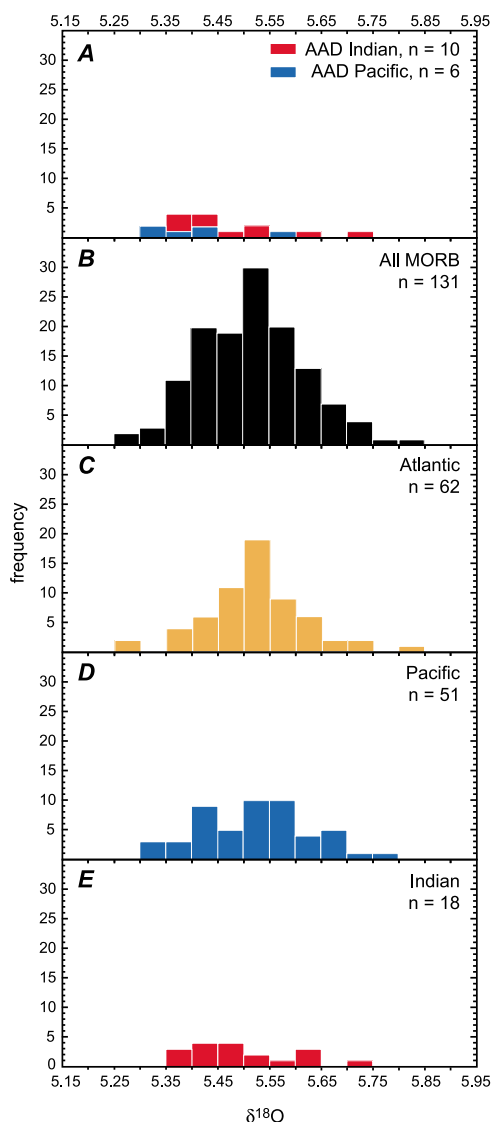 5.15 5.25 5.35 5.45 5.55 5.65 5.75 5.85 5.95
A
AAD Indian, n = 10
AAD Pacific, n = 6
30
25
20
15
10
5
B
All MORB
n = 131
30
25
20
15
10
5
C
Atlantic
n = 62
30
25
20
15
10
5
frequency
D
Pacific
n = 51
30
25
20
15
10
5
E
Indian
n = 18
30
25
20
15
10
5
0
5.15 5.25 5.35 5.45 5.55 5.65 5.75 5.85 5.95
δ¹⁸O